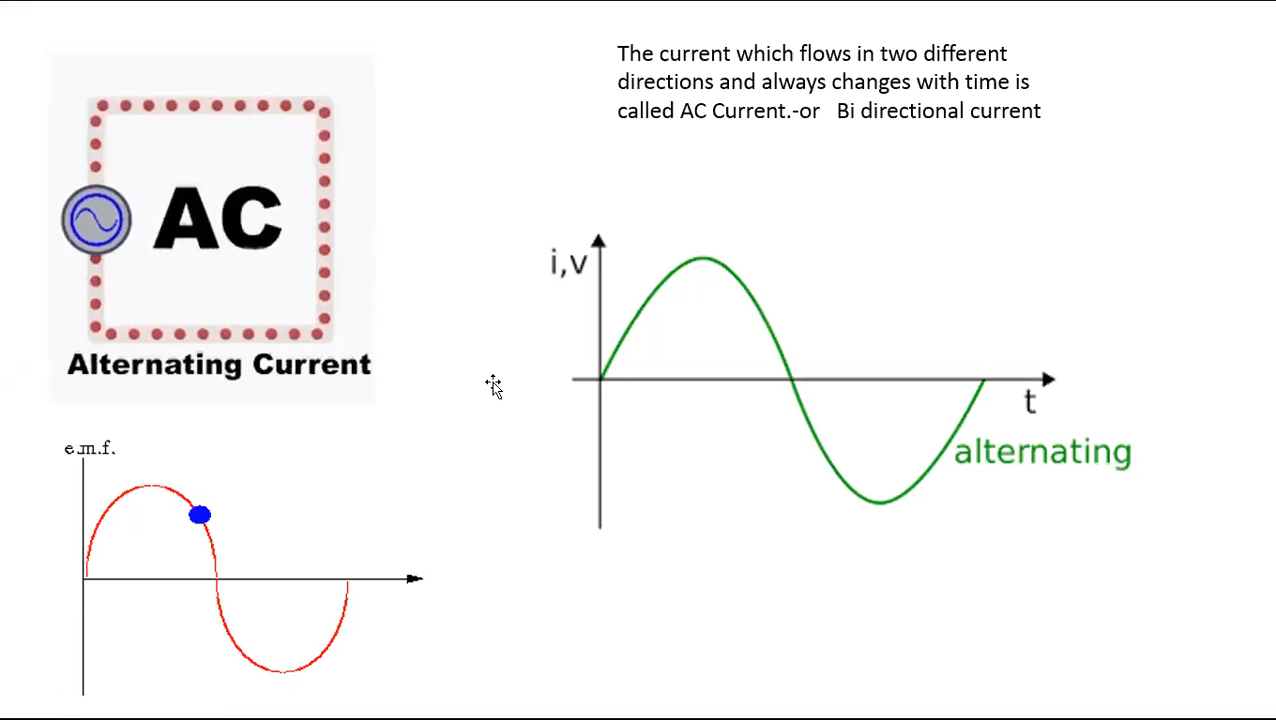 The current which flows in two different
directions and always changes with time is
called AC Current.-or Bi directional current
AC
Alternating Current
i,v
t
alternating
e.m.f.